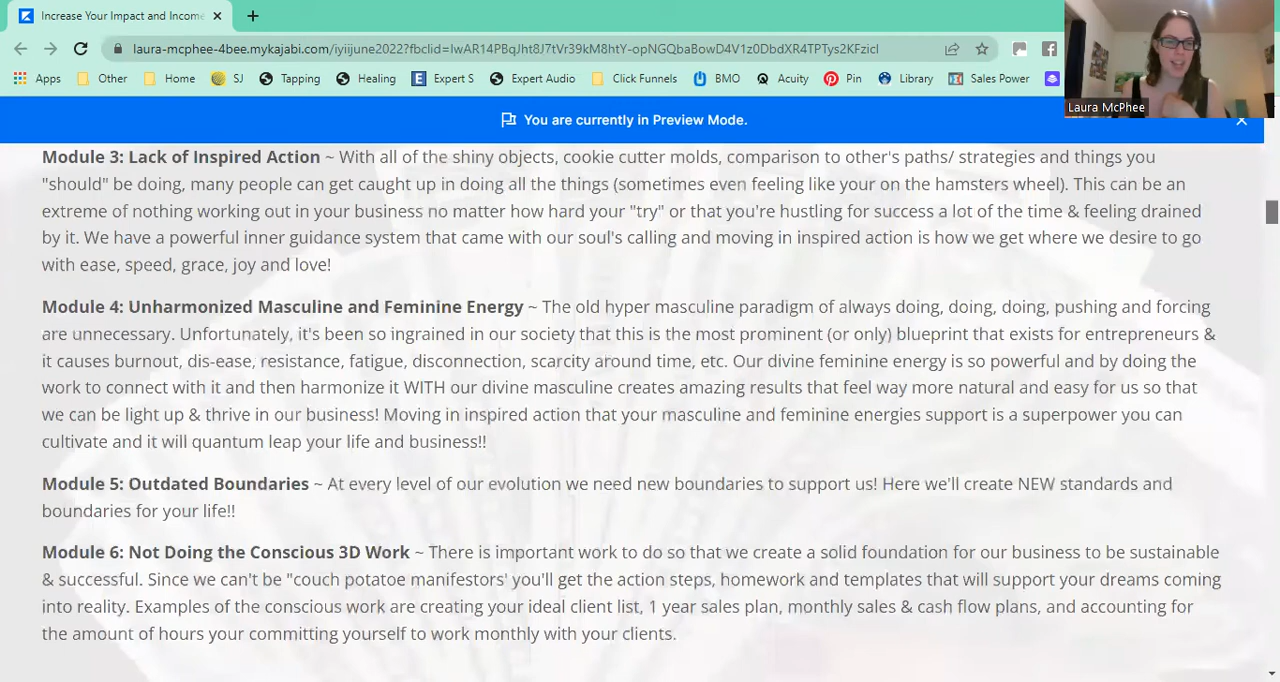 Increase Your Impact and Income
laura-mcphee-4bee.mykajabi.com/iyiijune2022?fbclid=IwAR14PBqJht8J7tVr39kM8htY-opNGQbaBowD4V1z0DbdXR4TPTys2KFzicI
Apps Other Home SJ Tapping Healing Expert S Expert Audio Click Funnels BMO Acuity Pin Library Sales Power
Laura McPhee
You are currently in Preview Mode.
Module 3: Lack of Inspired Action ~ With all of the shiny objects, cookie cutter molds, comparison to other's paths/ strategies and things you
"should" be doing, many people can get caught up in doing all the things (sometimes even feeling like your on the hamsters wheel). This can be an
extreme of nothing working out in your business no matter how hard your "try" or that you're hustling for success a lot of the time & feeling drained
by it. We have a powerful inner guidance system that came with our soul's calling and moving in inspired action is how we get where we desire to go
with ease, speed, grace, joy and love!
Module 4: Unharmonized Masculine and Feminine Energy ~ The old hyper masculine paradigm of always doing, doing, doing, pushing and forcing
are unnecessary. Unfortunately, it's been so ingrained in our society that this is the most prominent (or only) blueprint that exists for entrepreneurs &
it causes burnout, dis-ease, resistance, fatigue, disconnection, scarcity around time, etc. Our divine feminine energy is so powerful and by doing the
work to connect with it and then harmonize it WITH our divine masculine creates amazing results that feel way more natural and easy for us so that
we can be light up & thrive in our business! Moving in inspired action that your masculine and feminine energies support is a superpower you can
cultivate and it will quantum leap your life and business!!
Module 5: Outdated Boundaries ~ At every level of our evolution we need new boundaries to support us! Here we'll create NEW standards and
boundaries for your life!!
Module 6: Not Doing the Conscious 3D Work ~ There is important work to do so that we create a solid foundation for our business to be sustainable
& successful. Since we can't be "couch potatoe manifestors' you'll get the action steps, homework and templates that will support your dreams coming
into reality. Examples of the conscious work are creating your ideal client list, 1 year sales plan, monthly sales & cash flow plans, and accounting for
the amount of hours your committing yourself to work monthly with your clients.